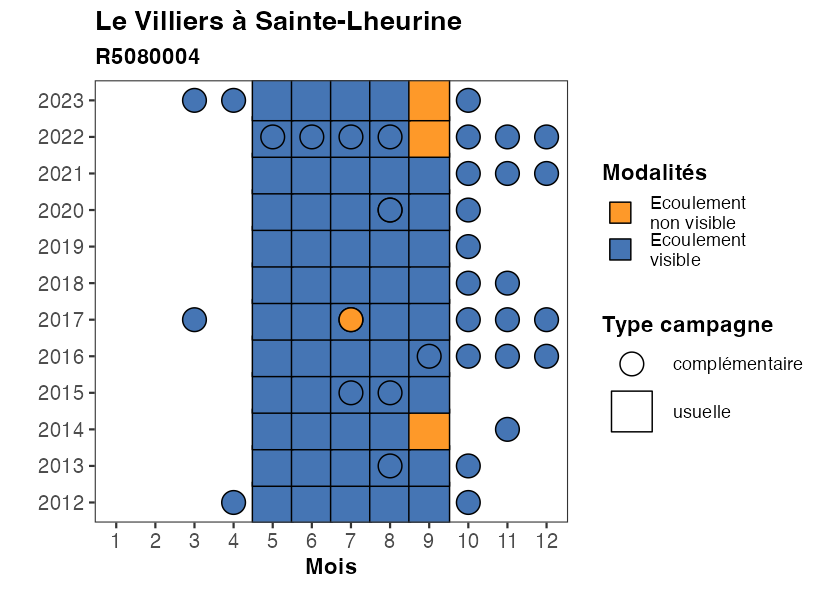 Le Villiers à Sainte-Lheurine
R5080004
2023
2022
2021
2020
2019
2018
2017
2016
2015
2014
2013
2012
1 2 3 4 5 6 7 8 9 10 11 12
Mois
Modalités
Ecoulement
non visible
Ecoulement
visible
Type campagne
complémentaire
usuelle